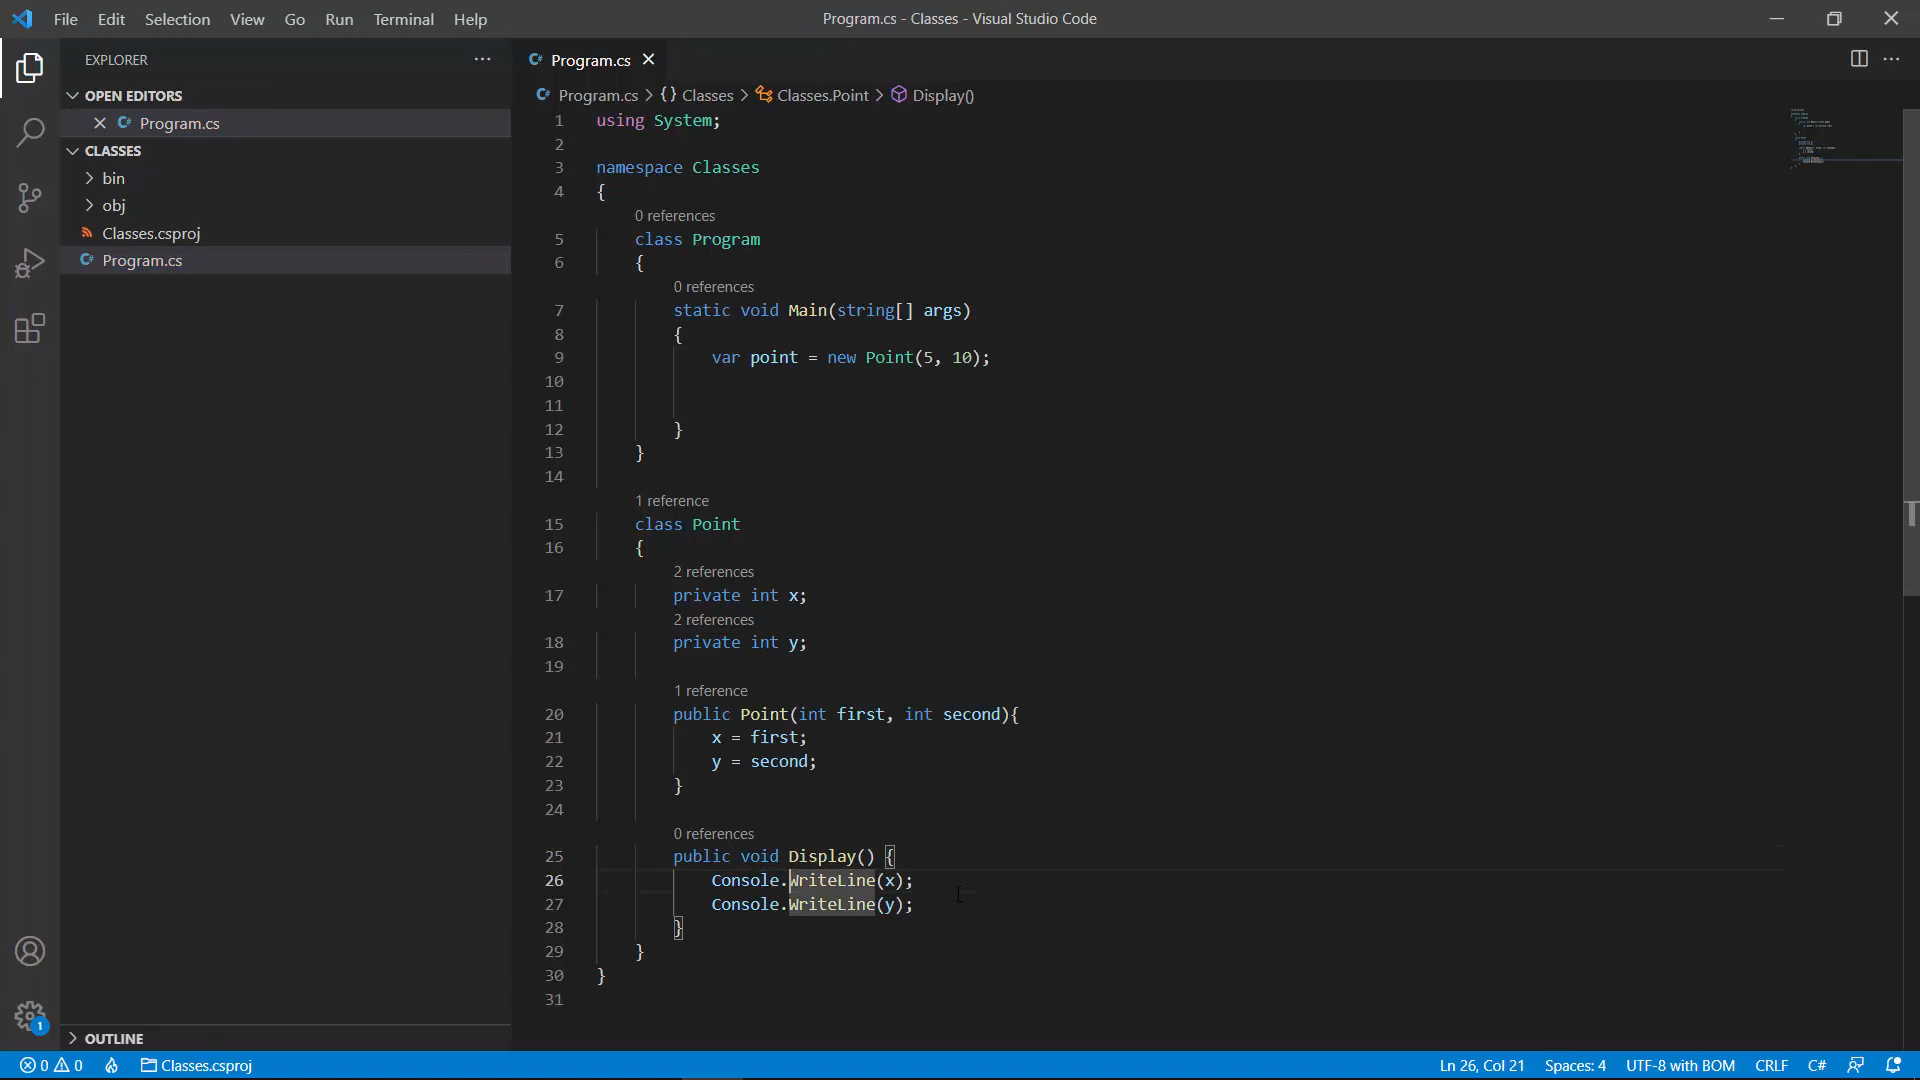 File Edit Selection View Go Run Terminal Help
Program.cs - Classes - Visual Studio Code
EXPLORER
OPEN EDITORS
Program.cs
CLASSES
bin
obj
Classes.csproj
Program.cs
OUTLINE
Program.cs
Program.cs > {} Classes > Classes.Point > Display()
1 using System;
2
3 namespace Classes
4 {
0 references
5 class Program
6 {
0 references
7 static void Main(string[] args)
8 {
9 var point = new Point(5, 10);
10
11
12 }
13 }
14
1 reference
15 class Point
16 {
2 references
17 private int x;
2 references
18 private int y;
19
1 reference
20 public Point(int first, int second){
21 x = first;
22 y = second;
23 }
24
0 references
25 public void Display() {
26 Console.WriteLine(x);
27 Console.WriteLine(y);
28 }
29 }
30 }
31
1
0 0 Classes.csproj
Ln 26, Col 21 Spaces: 4 UTF-8 with BOM CRLF C#